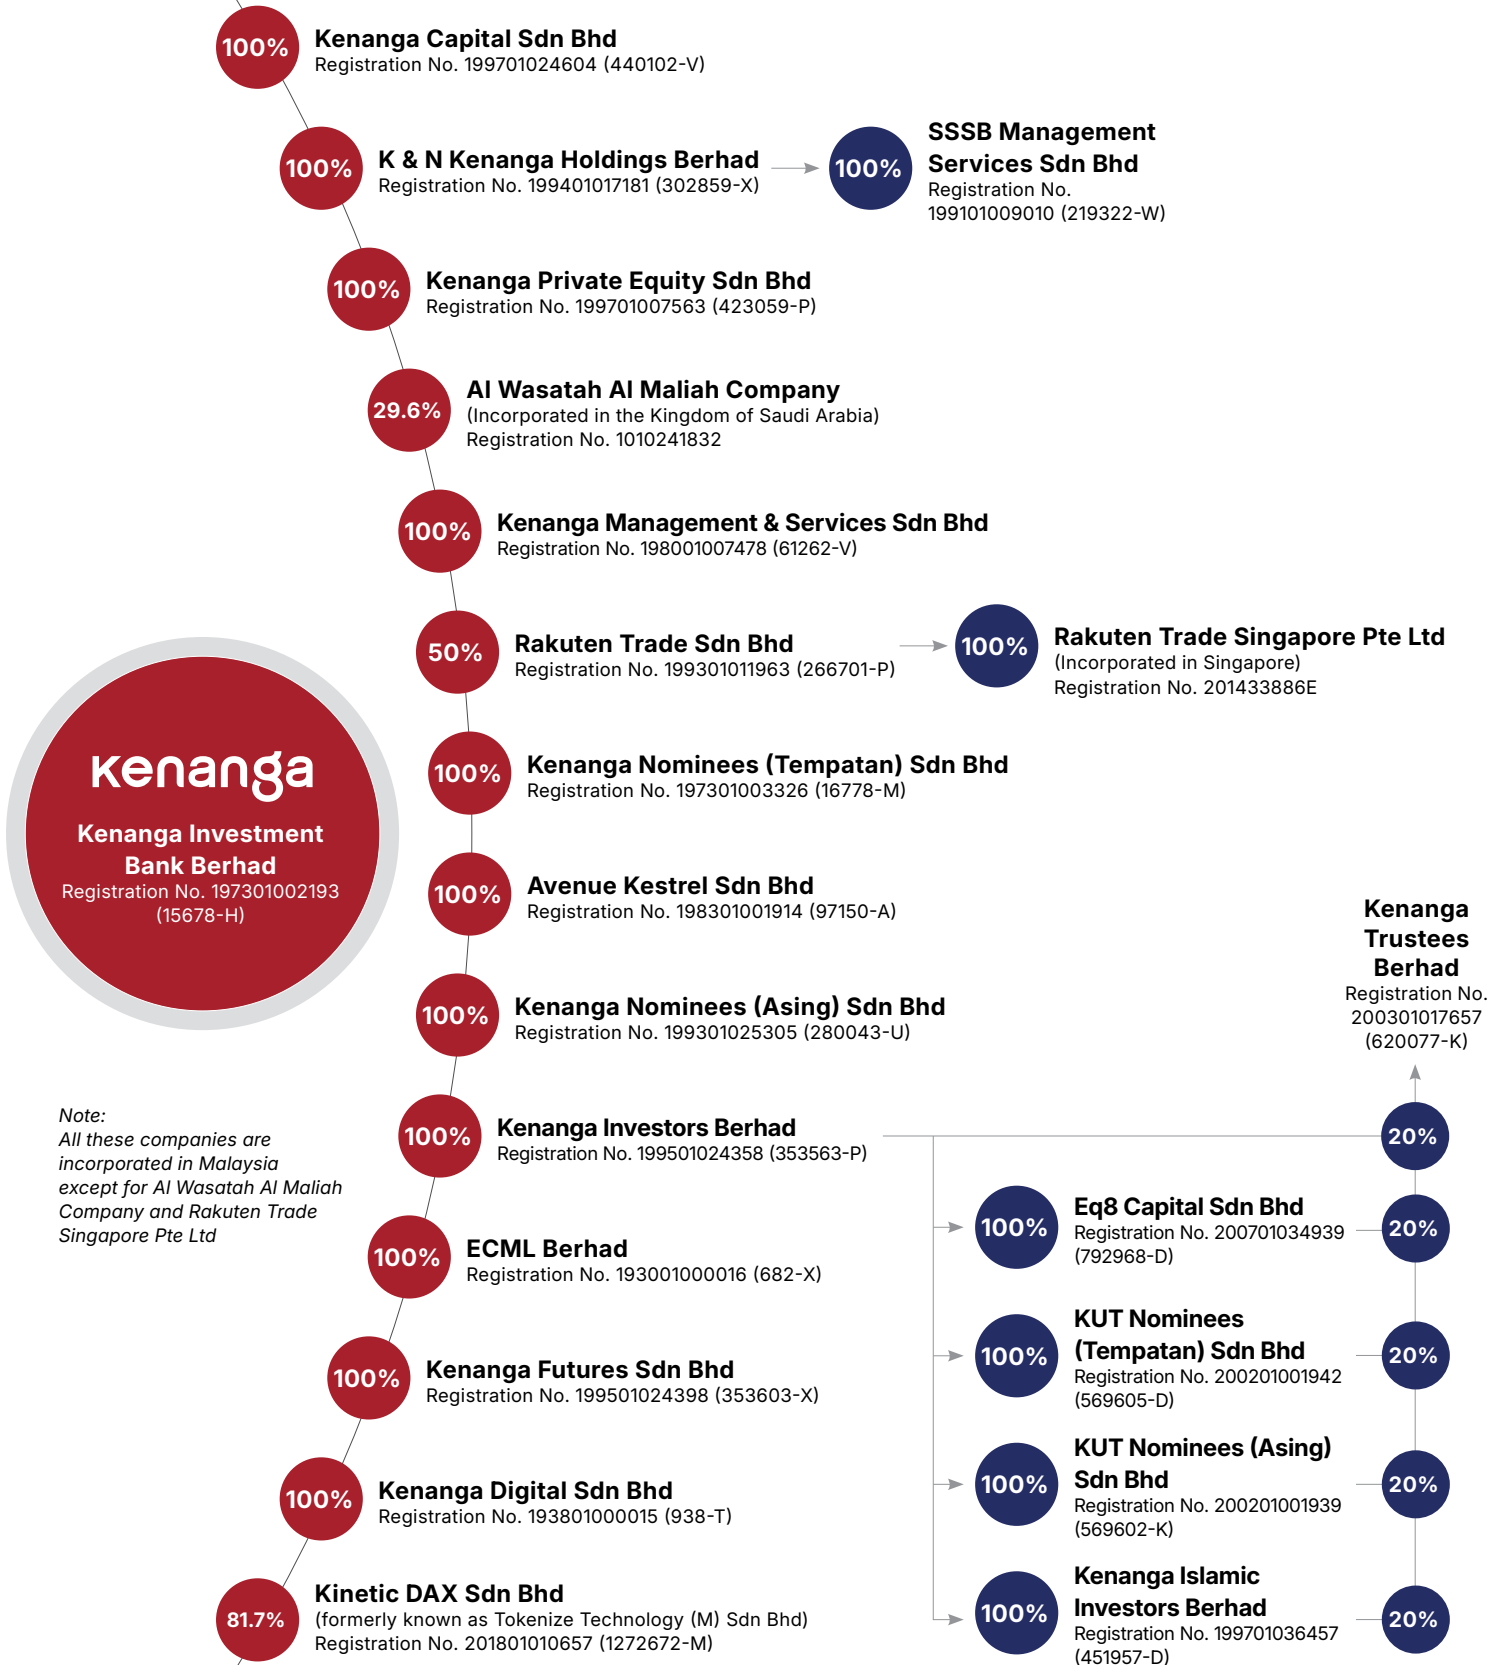 100%
Kenanga Capital Sdn Bhd
Registration No. 199701024604 (440102-V)
100%
K & N Kenanga Holdings Berhad
Registration No. 199401017181 (302859-X)
100%
SSSB Management
Services Sdn Bhd
Registration No.
199101009010 (219322-W)
100%
Kenanga Private Equity Sdn Bhd
Registration No. 199701007563 (423059-P)
29.6%
Al Wasatah Al Maliah Company
(Incorporated in the Kingdom of Saudi Arabia)
Registration No. 1010241832
100%
Kenanga Management & Services Sdn Bhd
Registration No. 198001007478 (61262-V)
50%
Rakuten Trade Sdn Bhd
Registration No. 199301011963 (266701-P)
100%
Rakuten Trade Singapore Pte Ltd
(Incorporated in Singapore)
Registration No. 201433886E
kenanga
Kenanga Investment
Bank Berhad
Registration No. 197301002193
(15678-H)
100%
Kenanga Nominees (Tempatan) Sdn Bhd
Registration No. 197301003326 (16778-M)
100%
Avenue Kestrel Sdn Bhd
Registration No. 198301001914 (97150-A)
100%
Kenanga Nominees (Asing) Sdn Bhd
Registration No. 199301025305 (280043-U)
Kenanga
Trustees
Berhad
Registration No.
200301017657
(620077-K)
Note:
All these companies are
incorporated in Malaysia
except for Al Wasatah Al Maliah
Company and Rakuten Trade
Singapore Pte Ltd
100%
Kenanga Investors Berhad
Registration No. 199501024358 (353563-P)
20%
100%
Eq8 Capital Sdn Bhd
Registration No. 200701034939
(792968-D)
20%
100%
ECML Berhad
Registration No. 193001000016 (682-X)
100%
KUT Nominees
(Tempatan) Sdn Bhd
Registration No. 200201001942
(569605-D)
20%
100%
Kenanga Futures Sdn Bhd
Registration No. 199501024398 (353603-X)
100%
KUT Nominees (Asing)
Sdn Bhd
Registration No. 200201001939
(569602-K)
20%
100%
Kenanga Digital Sdn Bhd
Registration No. 193801000015 (938-T)
100%
Kenanga Islamic
Investors Berhad
Registration No. 199701036457
(451957-D)
20%
81.7%
Kinetic DAX Sdn Bhd
(formerly known as Tokenize Technology (M) Sdn Bhd)
Registration No. 201801010657 (1272672-M)